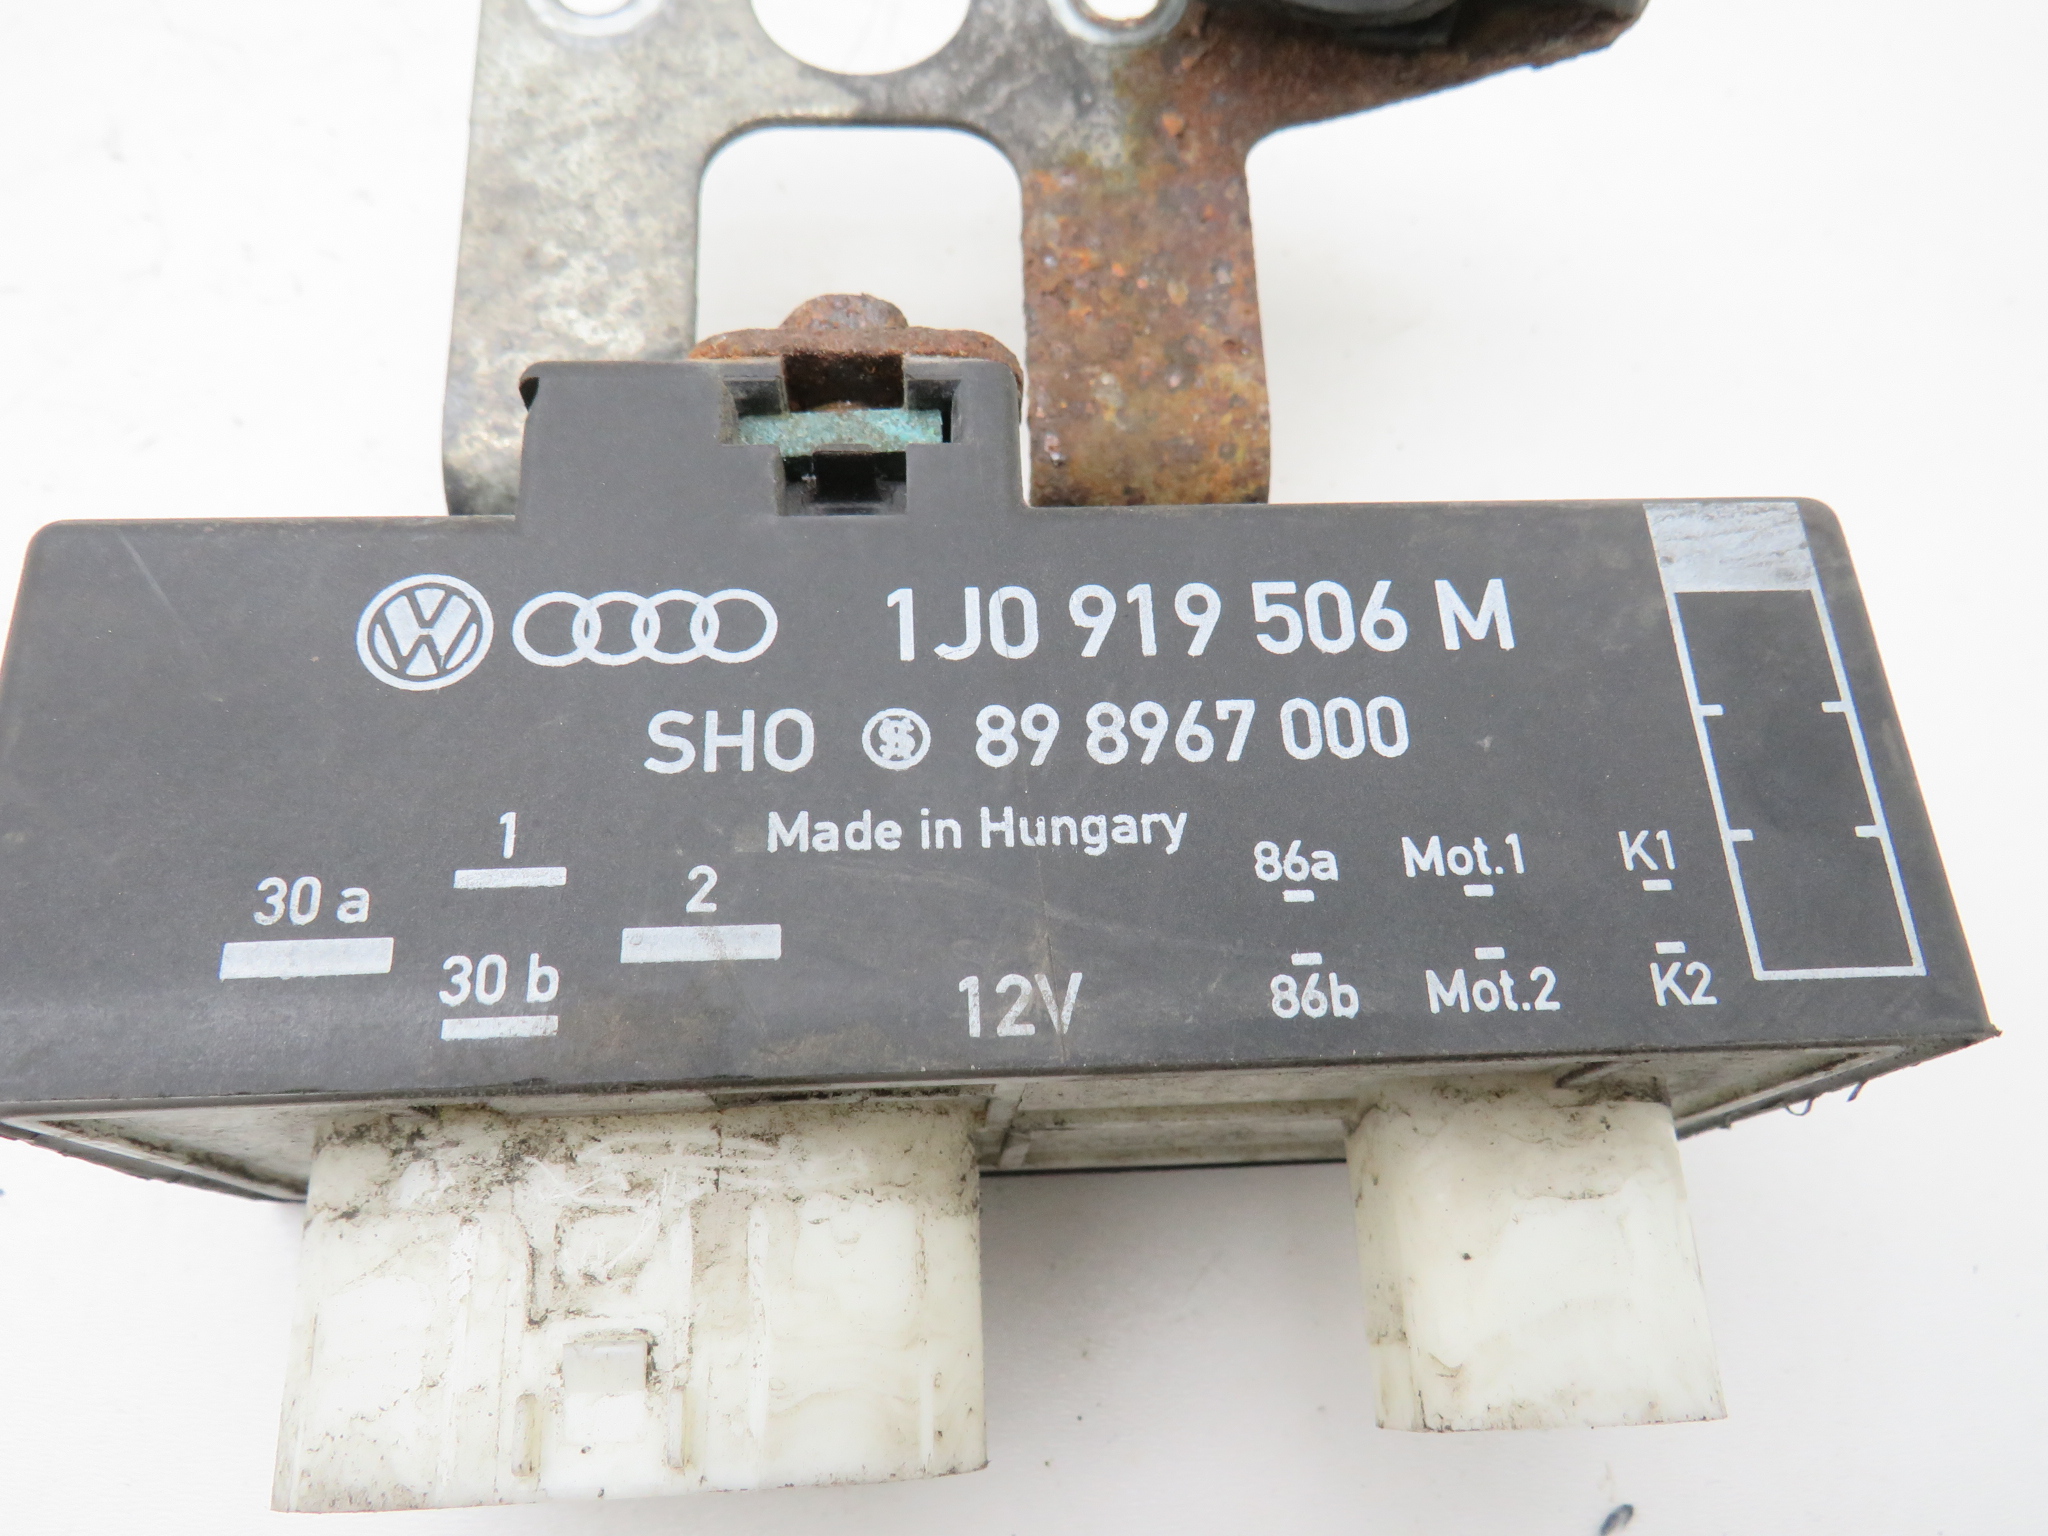 1J0 919 506 M
SHO 89 8967 000
Made in Hungary
1
30 a
2
30 b
12V
86a Mot.1 K1
86b Mot.2 K2